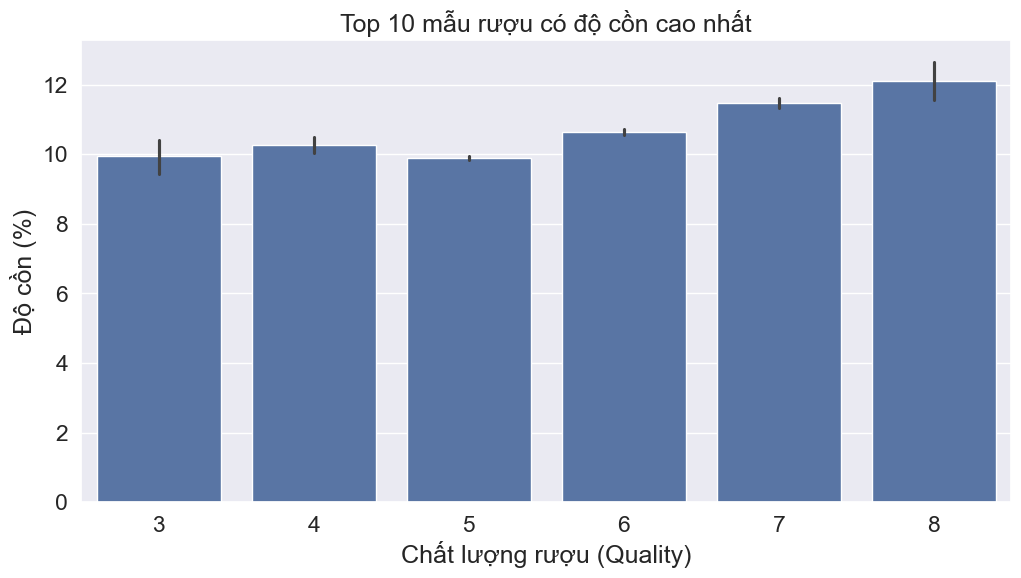 Top 10 mẫu rượu có độ cồn cao nhất
Độ cồn (%)
12
10
8
6
4
2
0
3 4 5 6 7 8
Chất lượng rượu (Quality)